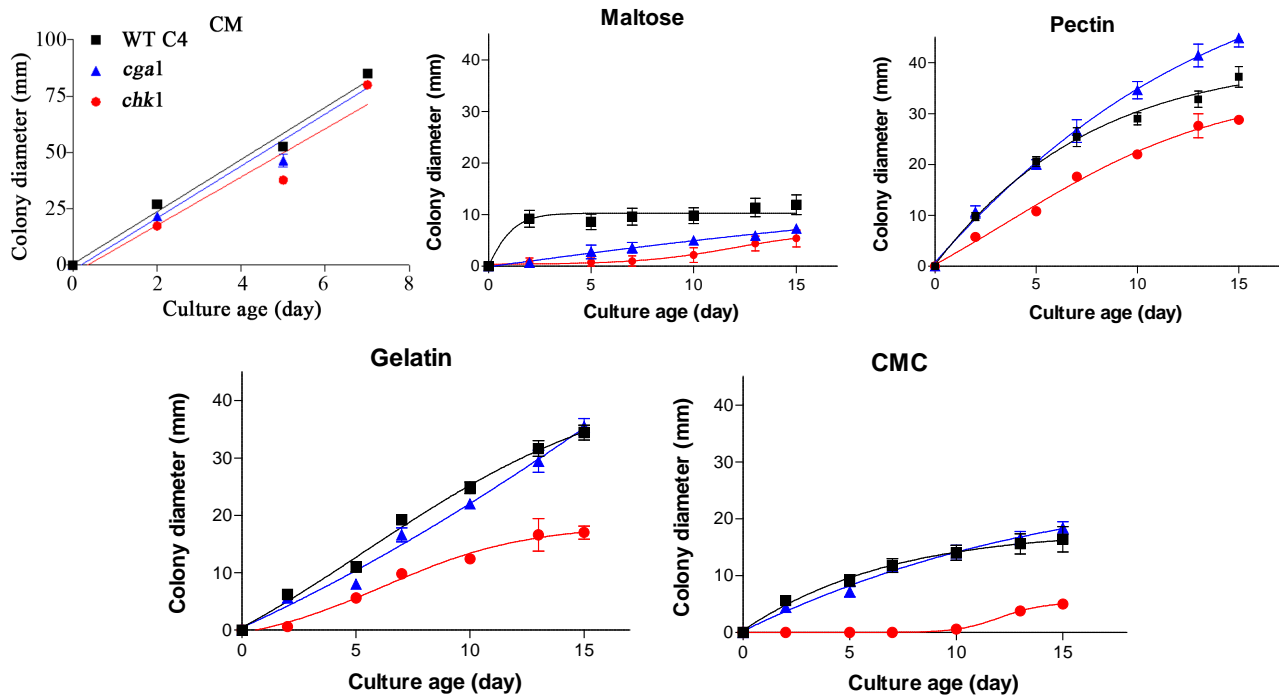 CM
Colony diameter (mm)
100
75
50
25
0
WT C4
cga1
chk1
0 2 4 6 8
Culture age (day)
Maltose
Colony diameter (mm)
40
30
20
10
0
0 5 10 15
Culture age (day)
Pectin
Colony diameter (mm)
40
30
20
10
0
0 5 10 15
Culture age (day)
Gelatin
Colony diameter (mm)
40
30
20
10
0
0 5 10 15
Culture age (day)
CMC
Colony diameter (mm)
40
30
20
10
0
0 5 10 15
Culture age (day)